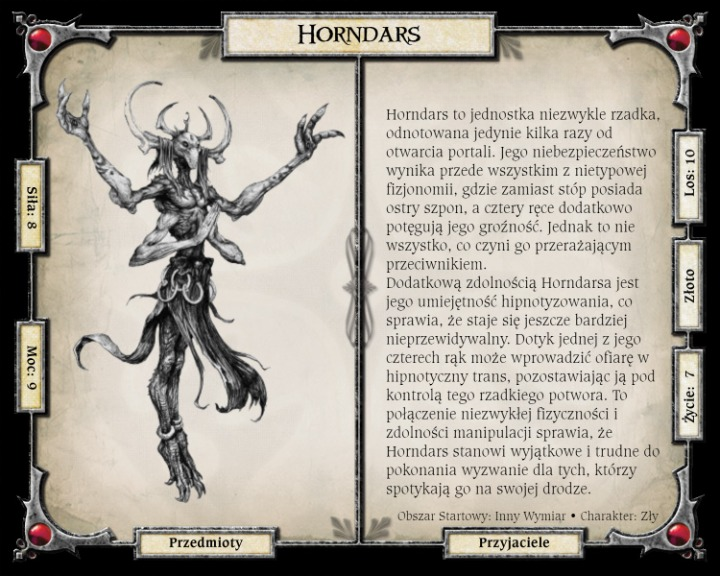 Horndars
Siła: 8
Moc: 9
Horndars to jednostka niezwykle rzadka,
odnotowana jedynie kilka razy od
otwarcia portali. Jego niebezpieczeństwo
wynika przede wszystkim z nietypowej
fizjonomii, gdzie zamiast stóp posiada
ostry szpon, a cztery ręce dodatkowo
potęgują jego groźność. Jednak to nie
wszystko, co czyni go przerażającym
przeciwnikiem.
Dodatkową zdolnością Horndarsa jest
jego umiejętność hipnotyzowania, co
sprawia, że staje się jeszcze bardziej
nieprzewidywalny. Dotyk jednej z jego
czterech rąk może wprowadzić ofiarę w
hipnotyczny trans, pozostawiając ją pod
kontrolą tego rzadkiego potwora. To
połączenie niezwykłej fizyczności i
zdolności manipulacji sprawia, że
Horndars stanowi wyjątkowe i trudne do
pokonania wyzwanie dla tych, którzy
spotykają go na swojej drodze.
Obszar Startowy: Inny Wymiar • Charakter: Zły
Los: 10
Złoto
Życie: 7
Przedmioty
Przyjaciele